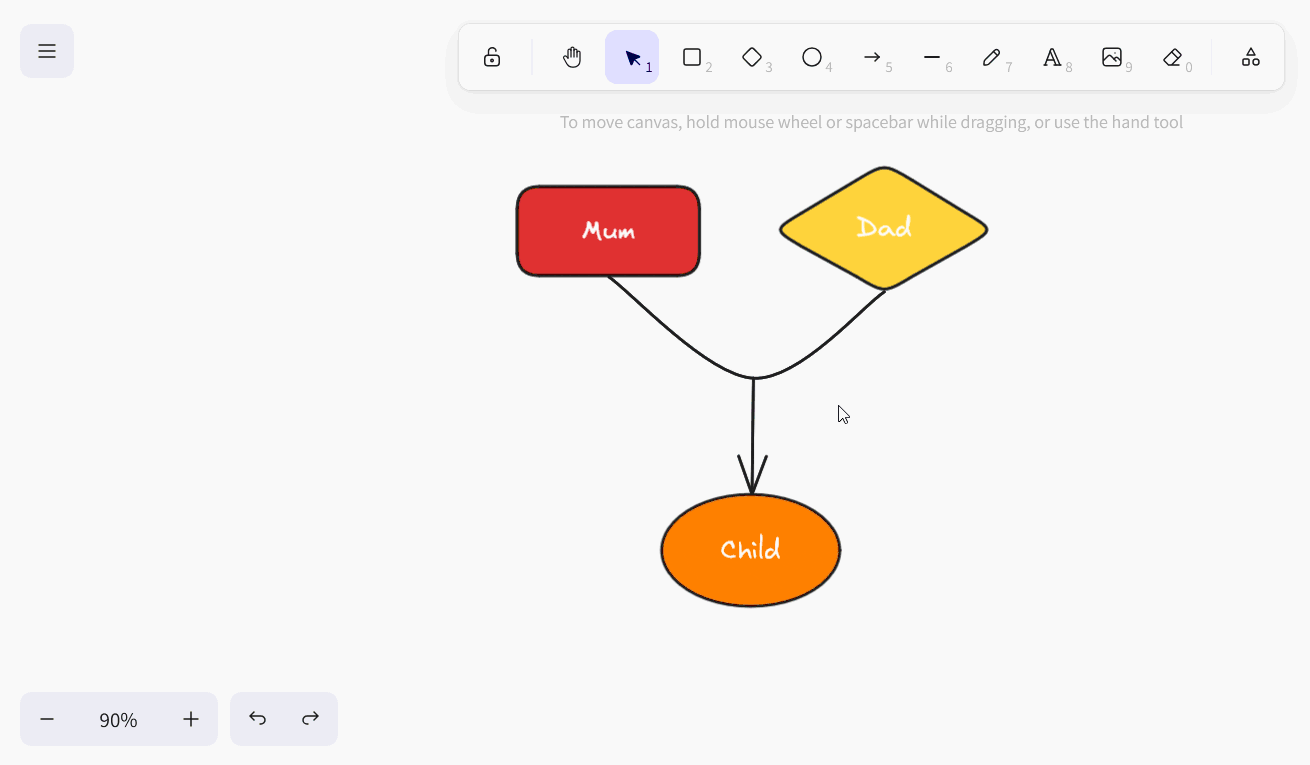 1 2 3 4 5 6 7 8 9 0
To move canvas, hold mouse wheel or spacebar while dragging, or use the hand tool
Mum Dad
Child
90%